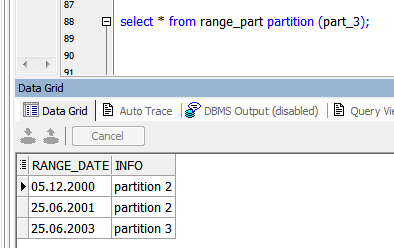 87
88 select * from range_part partition (part_3);
89
90
91
Data Grid
Data Grid Auto Trace DBMS Output (disabled) Query Vie
Cancel
RANGE_DATE INFO
05.12.2000 partition 2
25.06.2001 partition 2
25.06.2003 partition 3